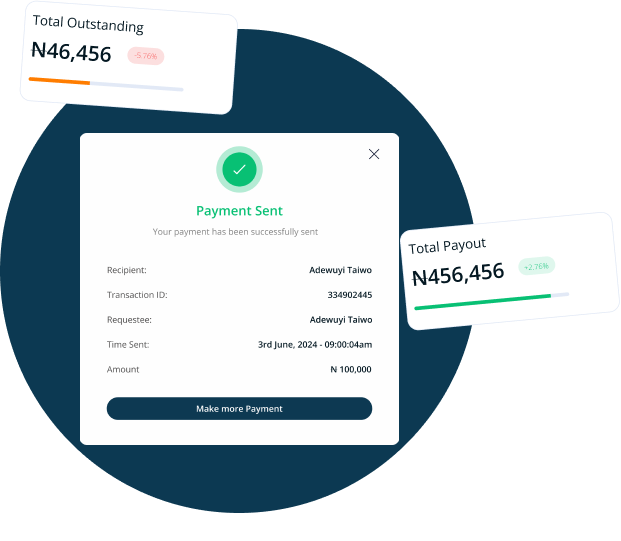 Total Outstanding
₦46,456 -5.76%
Payment Sent
Your payment has been successfully sent
Recipient: Adewuyi Taiwo
Transaction ID: 334902445
Requestee: Adewuyi Taiwo
Time Sent: 3rd June, 2024 - 09:00:04am
Amount N 100,000
Make more Payment
Total Payout
₦456,456 +2.76%